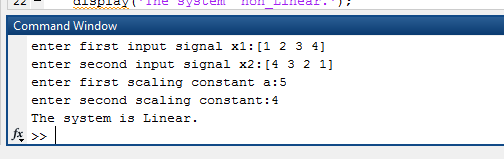 22 display('The system non_Linear.');
Command Window
enter first input signal x1:[1 2 3 4]
enter second input signal x2:[4 3 2 1]
enter first scaling constant a:5
enter second scaling constant:4
The system is Linear.
fx >>